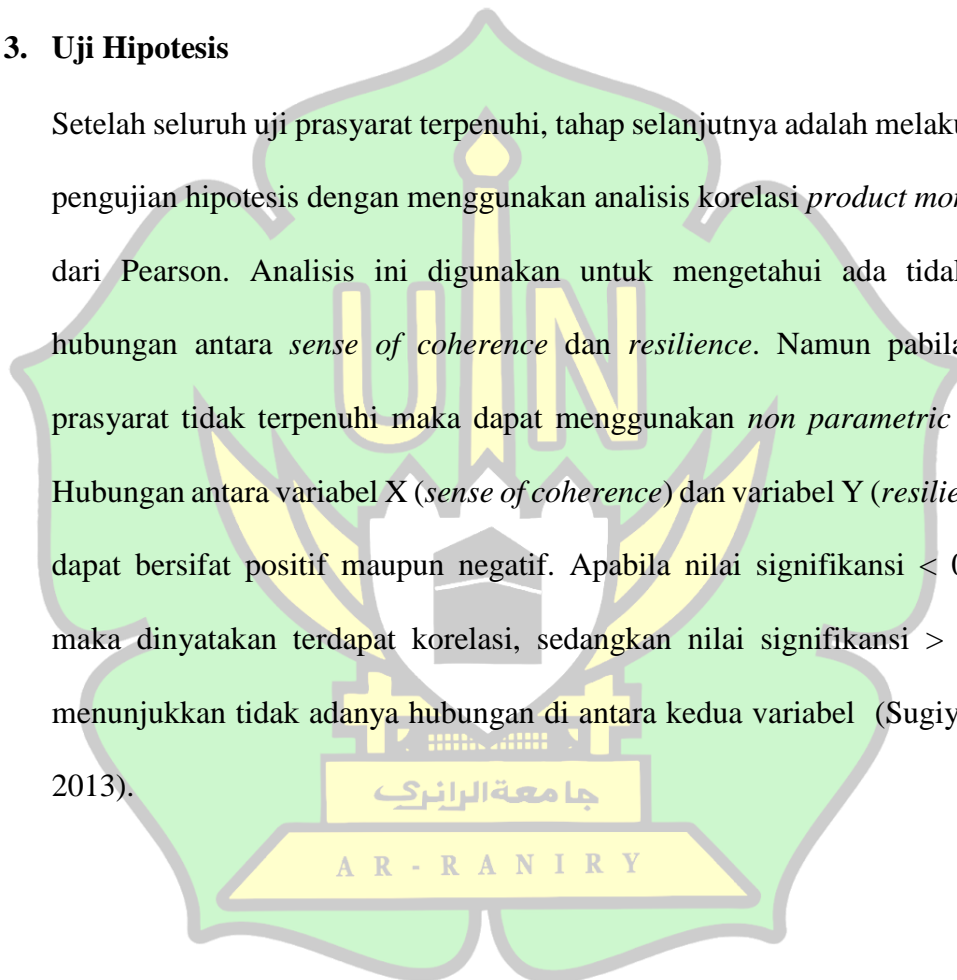 3. Uji Hipotesis
Setelah seluruh uji prasyarat terpenuhi, tahap selanjutnya adalah melaku
pengujian hipotesis dengan menggunakan analisis korelasi product mo
dari Pearson. Analisis ini digunakan untuk mengetahui ada tida
hubungan antara sense of coherence dan resilience. Namun pabila
prasyarat tidak terpenuhi maka dapat menggunakan non parametric
Hubungan antara variabel X (sense of coherence) dan variabel Y (resilie
dapat bersifat positif maupun negatif. Apabila nilai signifikansi < 0
maka dinyatakan terdapat korelasi, sedangkan nilai signifikansi >
menunjukkan tidak adanya hubungan di antara kedua variabel (Sugiy
2013).
UIN
جامعة الرانري
AR-RANIRY